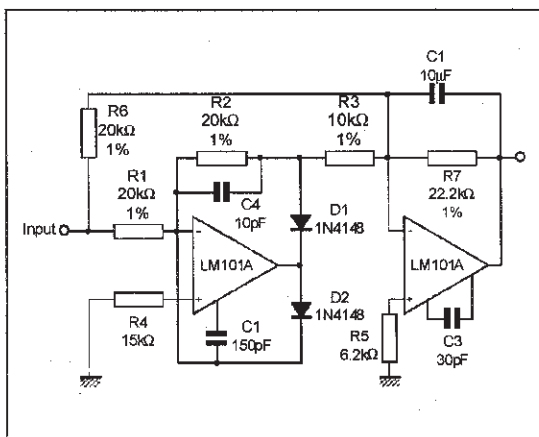 C1
10µF
R6
20kΩ
1%
R2
20kΩ
1%
R3
10kΩ
1%
R1
20kΩ
1%
C4
10pF
R7
22.2kΩ
1%
Input
D1
1N4148
-
LM101A
+
-
LM101A
+
D2
1N4148
R4
15kΩ
C1
150pF
R5
6.2kΩ
C3
30pF